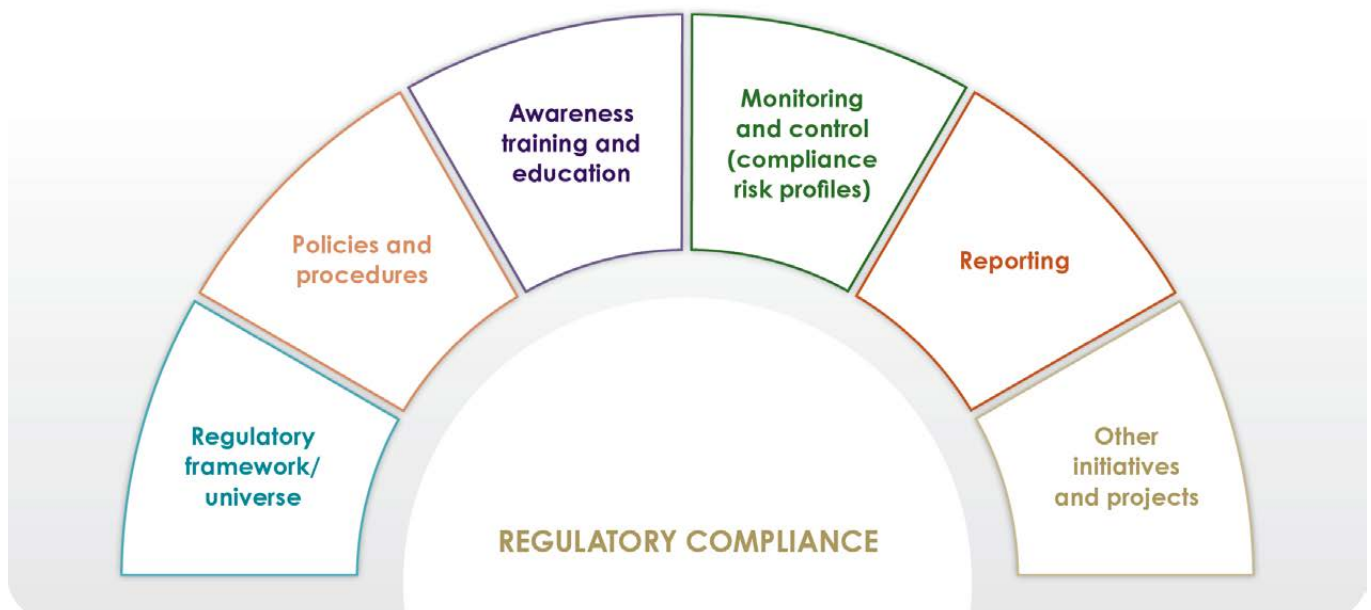 Regulatory
framework/
universe
Policies and
procedures
Awareness
training and
education
Monitoring
and control
(compliance
risk profiles)
Reporting
Other
initiatives
and projects
REGULATORY COMPLIANCE